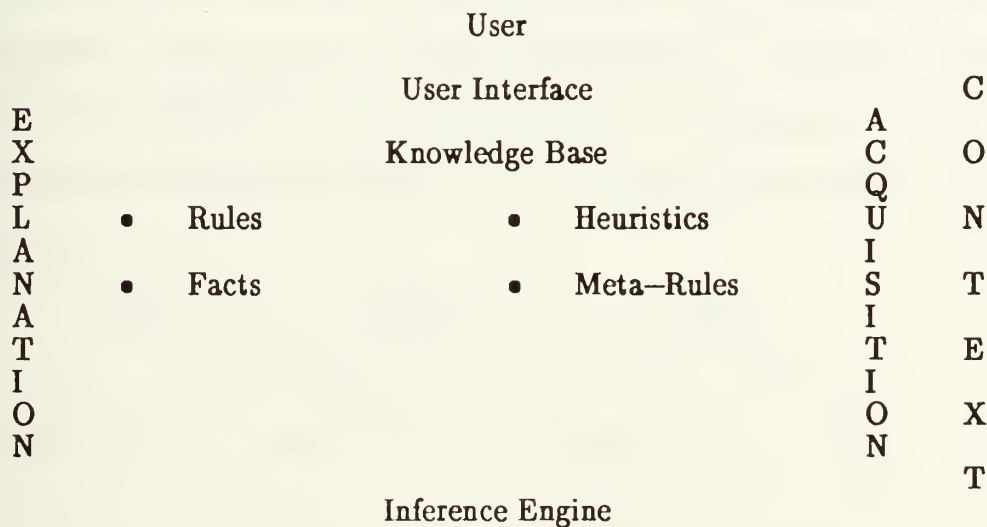 User
User Interface
Knowledge Base
• Rules
• Heuristics
• Facts
• Meta—Rules
EXPLANATION
ACQUISITION
CONTEXT
Inference Engine